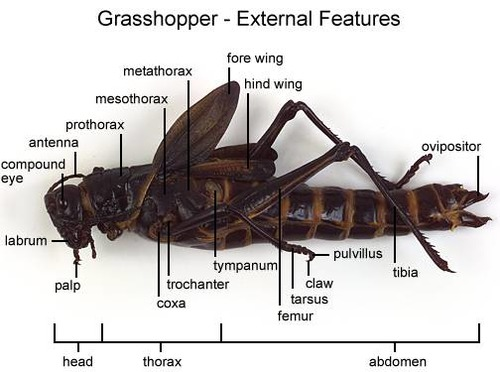 Grasshopper - External Features
fore wing
metathorax
hind wing
mesothorax
prothorax
antenna
ovipositor
compound
eye
labrum
palp
tympanum
pulvillus
trochanter
claw
tibia
coxa
tarsus
femur
head
thorax
abdomen